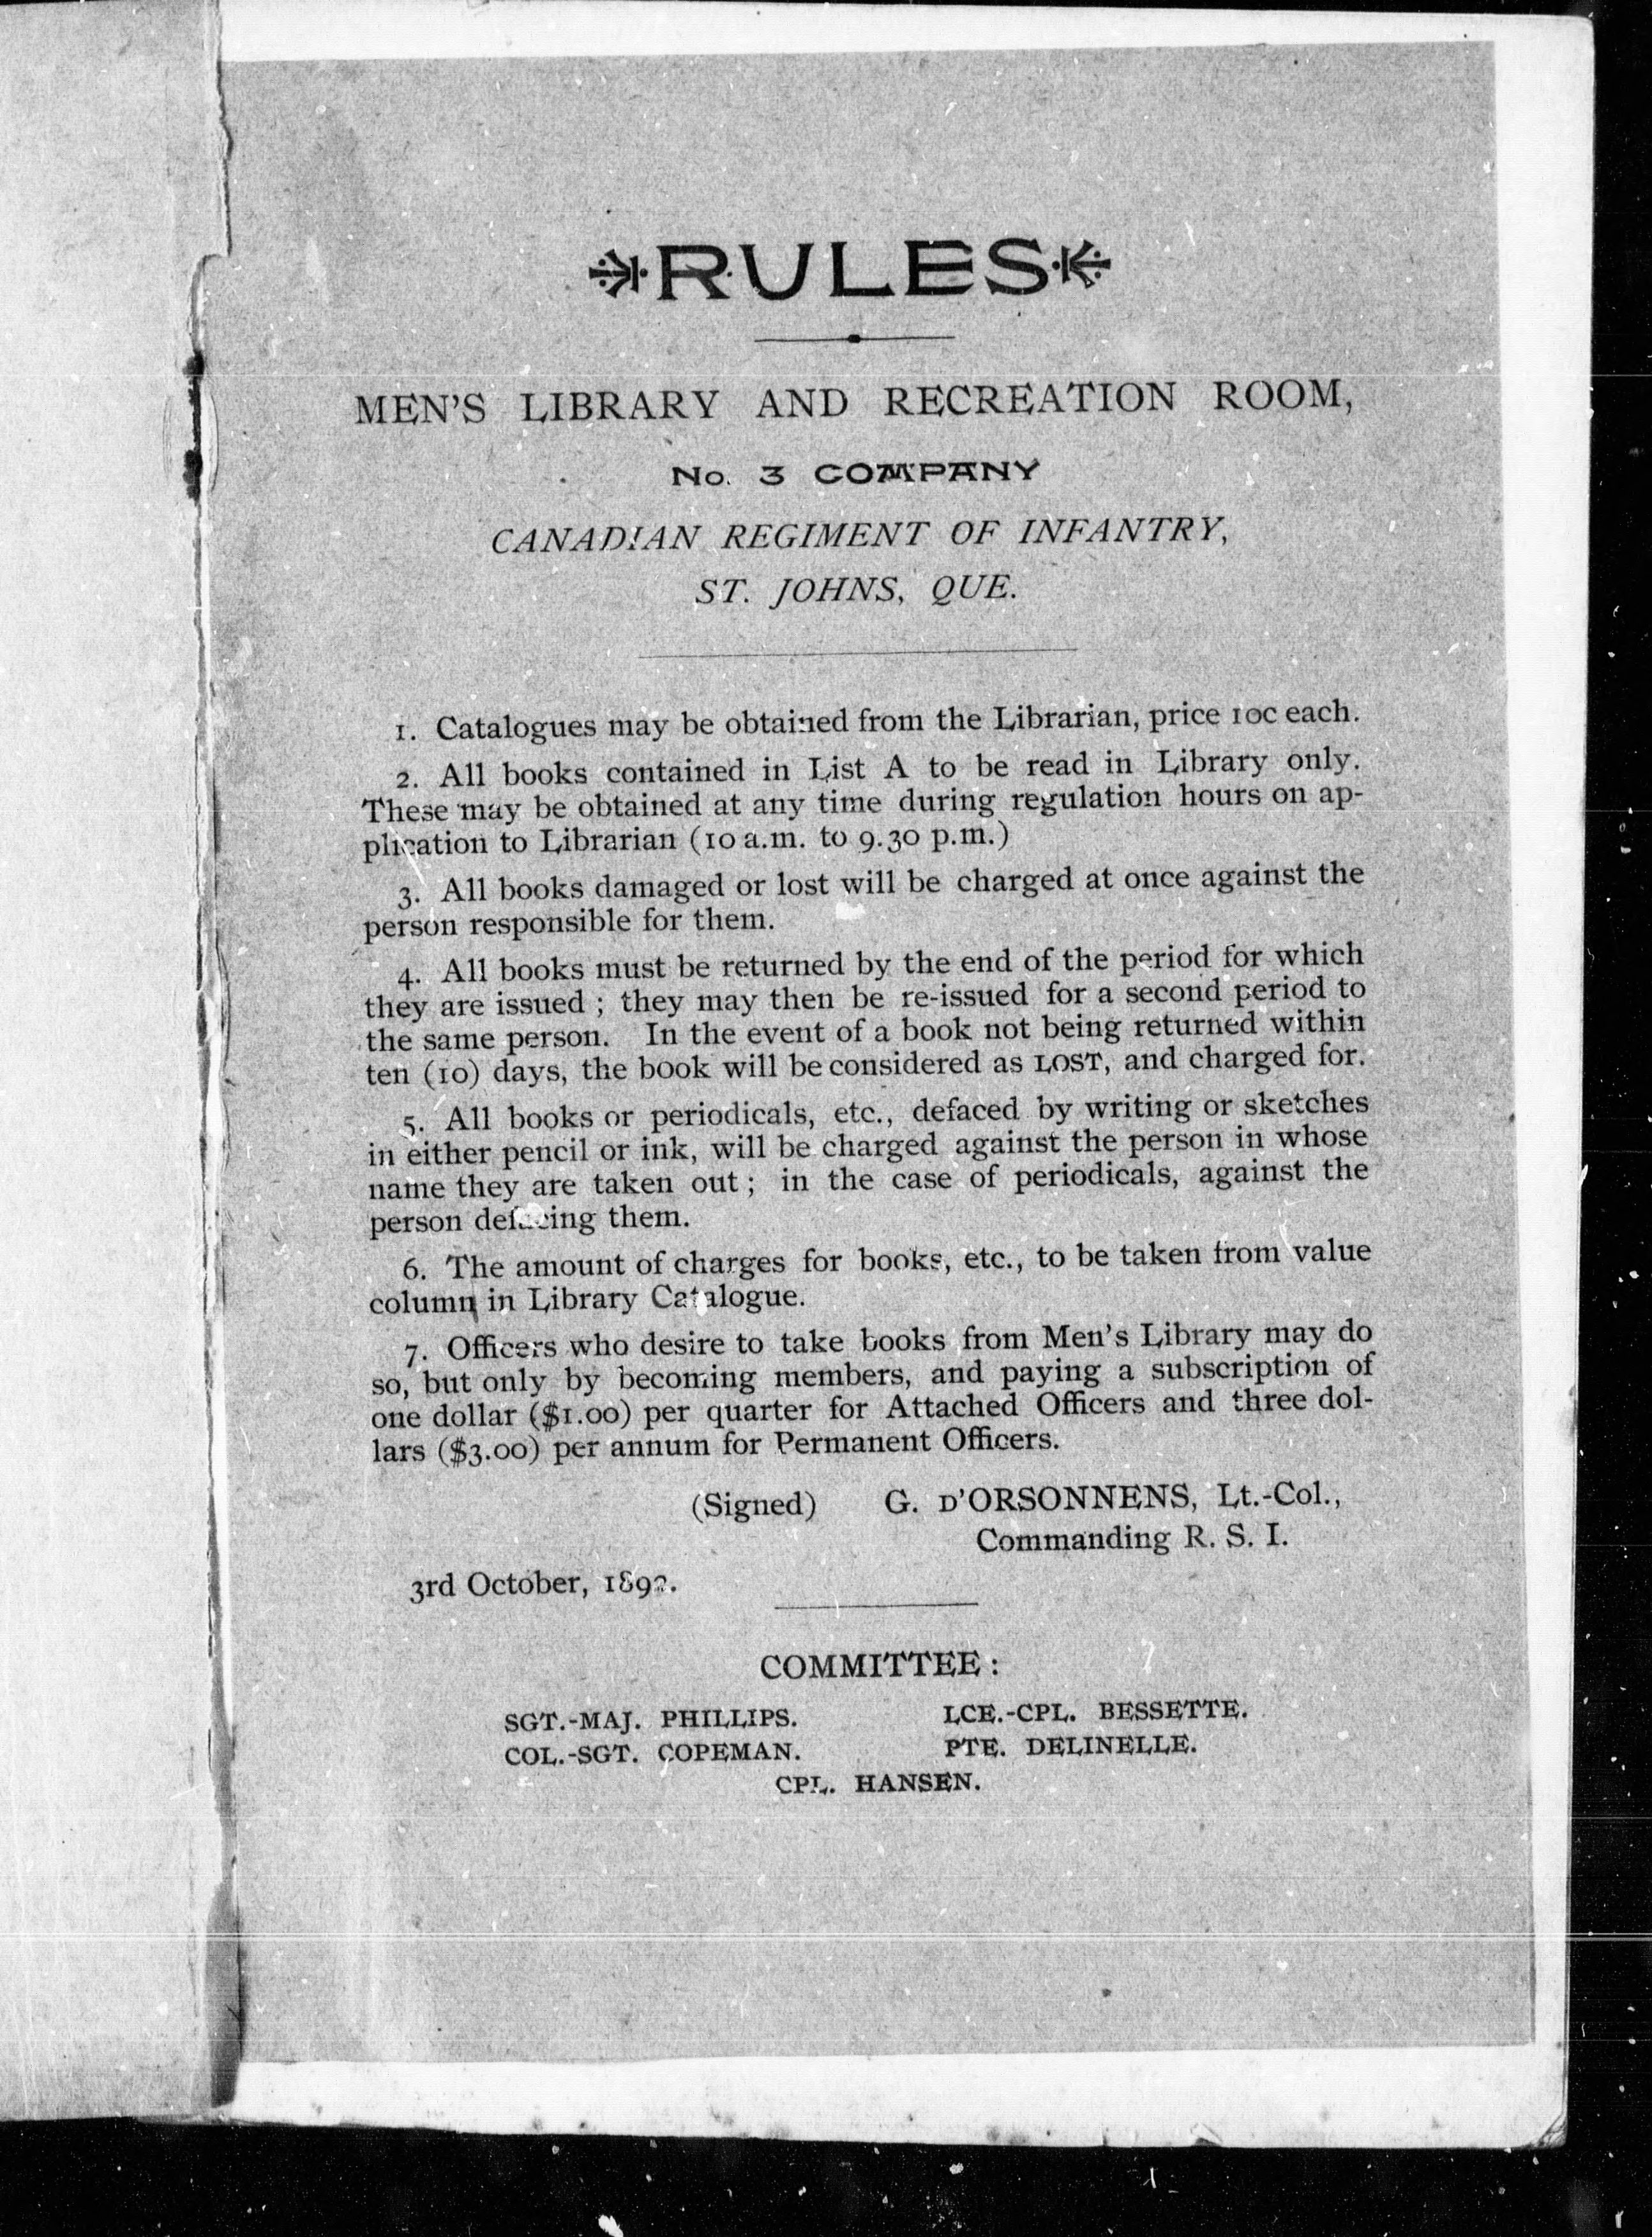 RULES
MEN'S LIBRARY AND RECREATION ROOM,
No. 3 COMPANY
CANADIAN REGIMENT OF INFANTRY,
ST. JOHNS, QUE.
1. Catalogues may be obtained from the Librarian, price 10c each.
2. All books contained in List A to be read in Library only.
These may be obtained at any time during regulation hours on ap-
plication to Librarian (10 a.m. to 9.30 p.m.)
3. All books damaged or lost will be charged at once against the
person responsible for them.
4. All books must be returned by the end of the period for which
they are issued ; they may then be re-issued for a second period to
the same person. In the event of a book not being returned within
ten (10) days, the book will be considered as LOST, and charged for.
5. All books or periodicals, etc., defaced by writing or sketches
in either pencil or ink, will be charged against the person in whose
name they are taken out ; in the case of periodicals, against the
person defacing them.
6. The amount of charges for books, etc., to be taken from value
column in Library Catalogue.
7. Officers who desire to take books from Men's Library may do
so, but only by becoming members, and paying a subscription of
one dollar ($1.00) per quarter for Attached Officers and three dol-
lars ($3.00) per annum for Permanent Officers.
(Signed) G. D'ORSONNENS, Lt.-Col.,
Commanding R. S. I.
3rd October, 1892.
COMMITTEE :
SGT.-MAJ. PHILLIPS. LCE.-CPL. BESSETTE.
COL.-SGT. COPEMAN. PTE. DELINELLE.
CPL. HANSEN.